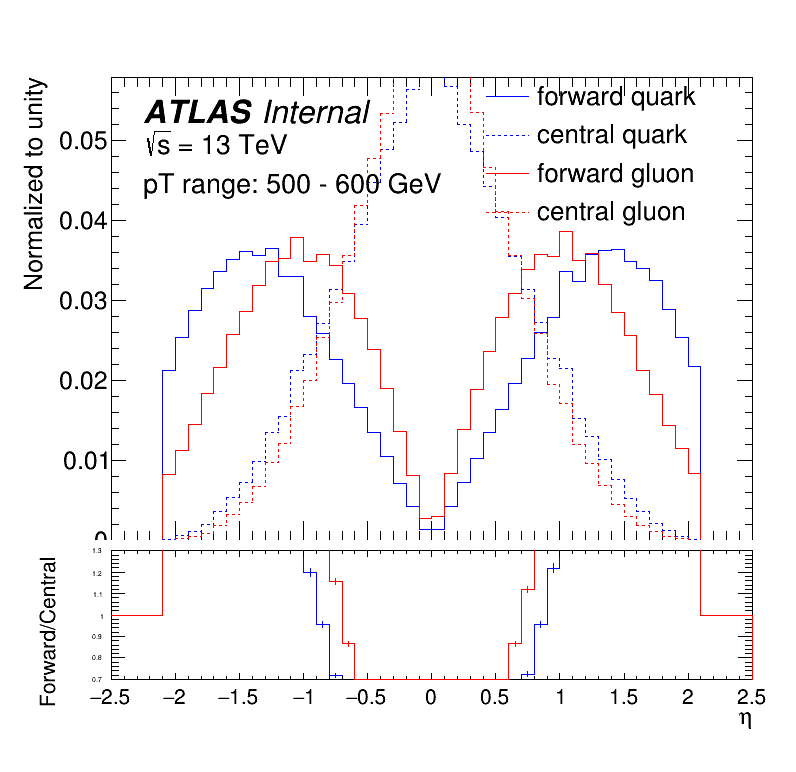 Normalized to unity
ATLAS Internal
√s = 13 TeV
pT range: 500 - 600 GeV
forward quark
central quark
forward gluon
central gluon
0.05
0.04
0.03
0.02
0.01
0
Forward/Central
1.3
1.2
1.1
1
0.9
0.8
0.7
−2.5 −2 −1.5 −1 −0.5 0 0.5 1 1.5 2 2.5
η